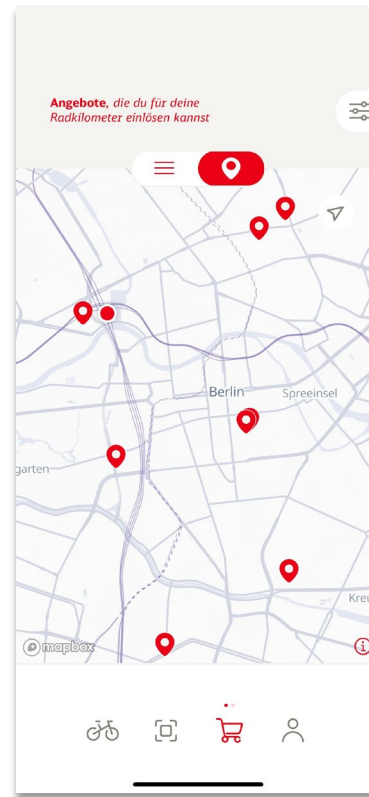 Angebote, die du für deine
Radkilometer einlösen kannst
Berlin
Spreeinsel
garten
Kreu
mapbox